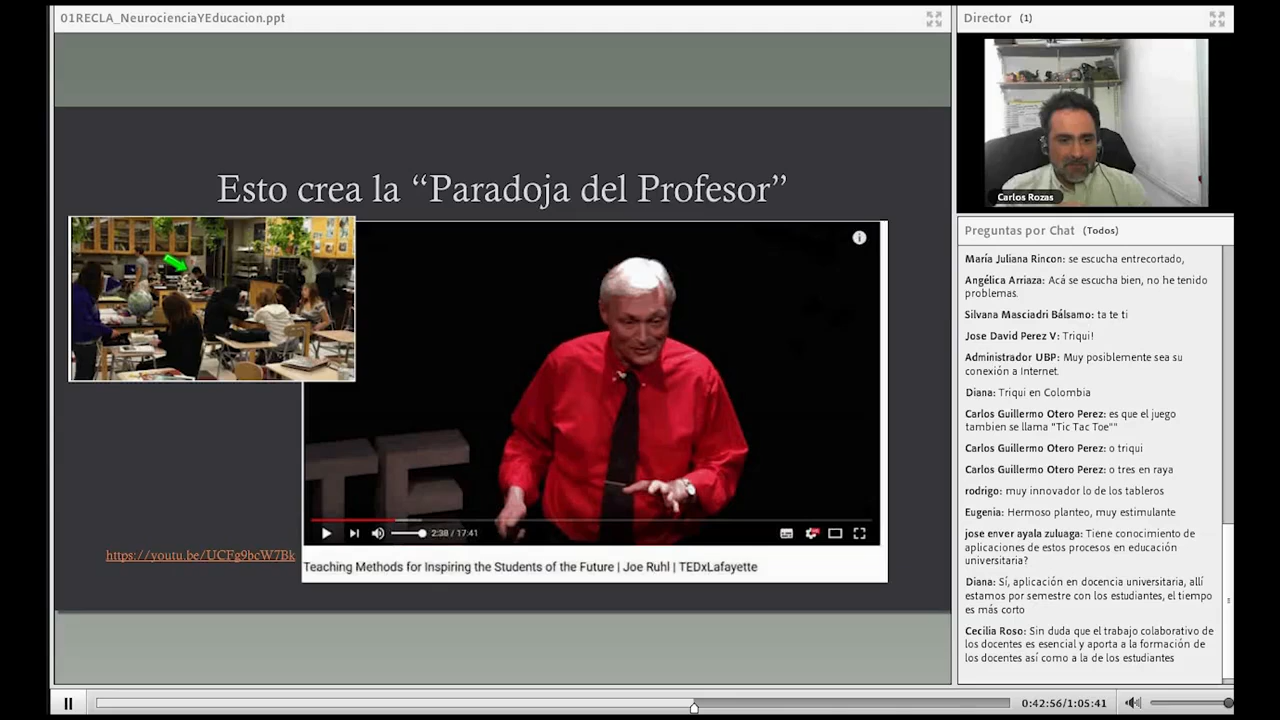 01RECLA_NeurocienciaYEducacion.ppt
Esto crea la “Paradoja del Profesor”
TE
2:38 / 17:41
https://youtu.be/UCFg9bcW7Bk
Teaching Methods for Inspiring the Students of the Future | Joe Ruhl | TEDxLafayette
Director (1)
Carlos Rozas
Preguntas por Chat (Todos)
María Juliana Rincon: se escucha entrecortado,
Angélica Arriaza: Acá se escucha bien, no he tenido
problemas.
Silvana Masciadri Bálsamo: ta te ti
Jose David Perez V: Triqui!
Administrador UBP: Muy posiblemente sea su
conexión a Internet.
Diana: Triqui en Colombia
Carlos Guillermo Otero Perez: es que el juego
tambien se llama "Tic Tac Toe""
Carlos Guillermo Otero Perez: o triqui
Carlos Guillermo Otero Perez: o tres en raya
rodrigo: muy innovador lo de los tableros
Eugenia: Hermoso planteo, muy estimulante
jose enver ayala zuluaga: Tiene conocimiento de
aplicaciones de estos procesos en educación
universitaria?
Diana: Sí, aplicación en docencia universitaria, allí
estamos por semestre con los estudiantes, el tiempo
es más corto
Cecilia Roso: Sin duda que el trabajo colaborativo de
los docentes es esencial y aporta a la formación de
los docentes así como a la de los estudiantes
0:42:56/1:05:41